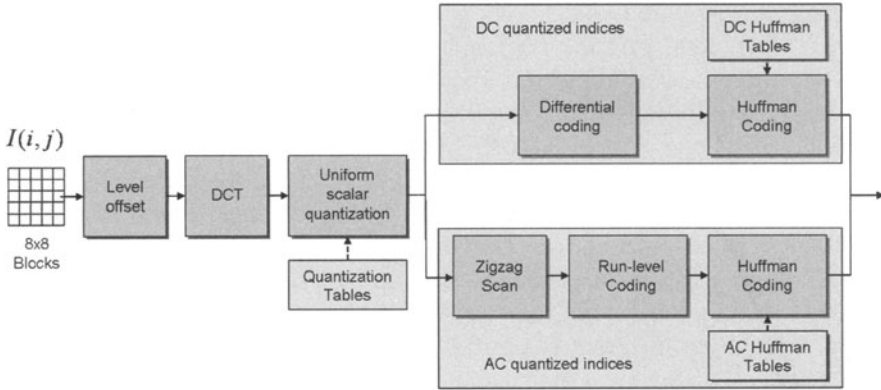 I(i, j)
8x8
Blocks
Level
offset
DCT
Uniform
scalar
quantization
Quantization
Tables
DC quantized indices
DC Huffman
Tables
Differential
coding
Huffman
Coding
Zigzag
Scan
Run-level
Coding
Huffman
Coding
AC quantized indices
AC Huffman
Tables